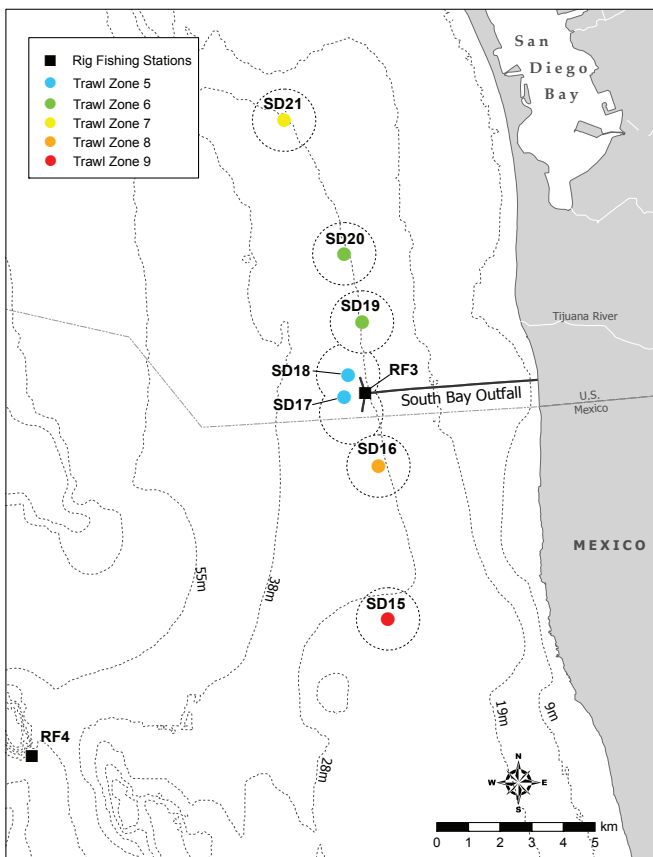 Rig Fishing Stations
Trawl Zone 5
Trawl Zone 6
Trawl Zone 7
Trawl Zone 8
Trawl Zone 9
San
Diego
Bay
SD21
SD20
SD19
Tijuana River
SD18
RF3
SD17
South Bay Outfall
U.S.
Mexico
SD16
MEXICO
55m
38m
SD15
19m
9m
RF4
28m
N
W E
S
km
0 1 2 3 4 5